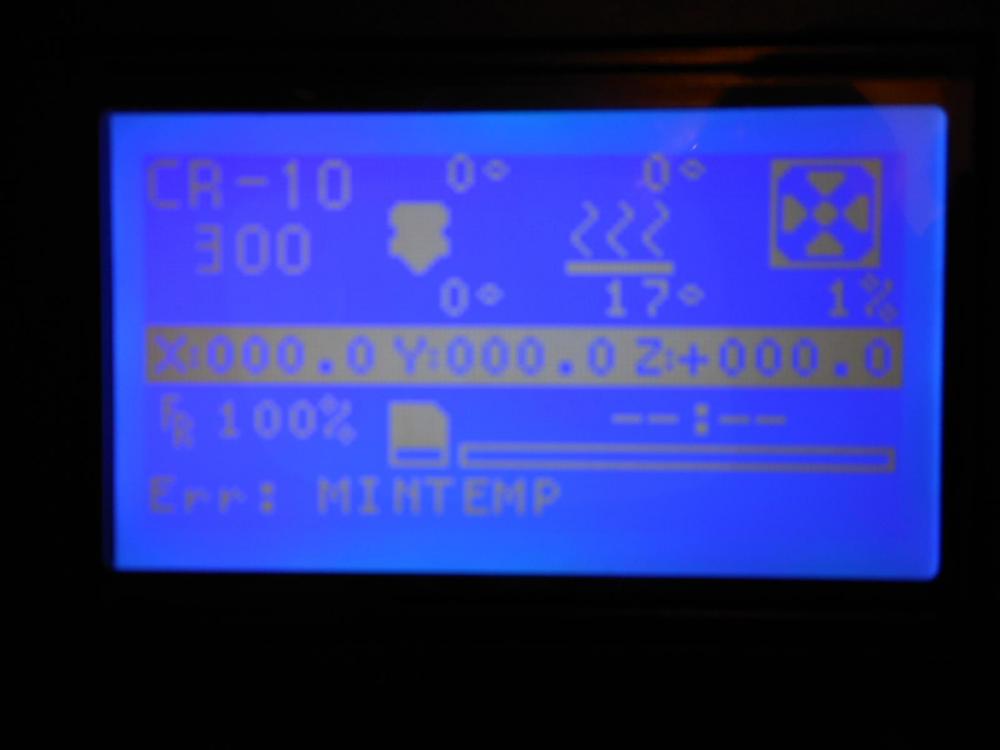 CR-10 0° 0°
300
0° 17° 1%
X:000.0 Y:000.0 Z:+000.0
FR 100% --:--
Err: MINTEMP